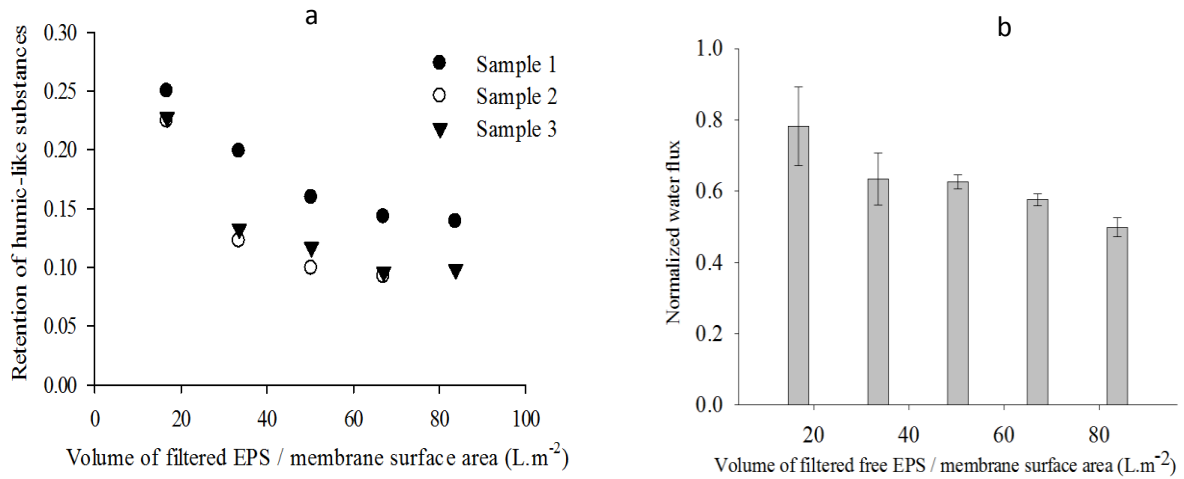 a
Retention of humic-like substances
0.30
0.25
0.20
0.15
0.10
0.05
0.00
Sample 1
Sample 2
Sample 3
0 20 40 60 80 100
Volume of filtered EPS / membrane surface area (L.m-2)
b
Normalized water flux
1.0
0.8
0.6
0.4
0.2
0.0
20 40 60 80
Volume of filtered free EPS / membrane surface area (L.m-2)